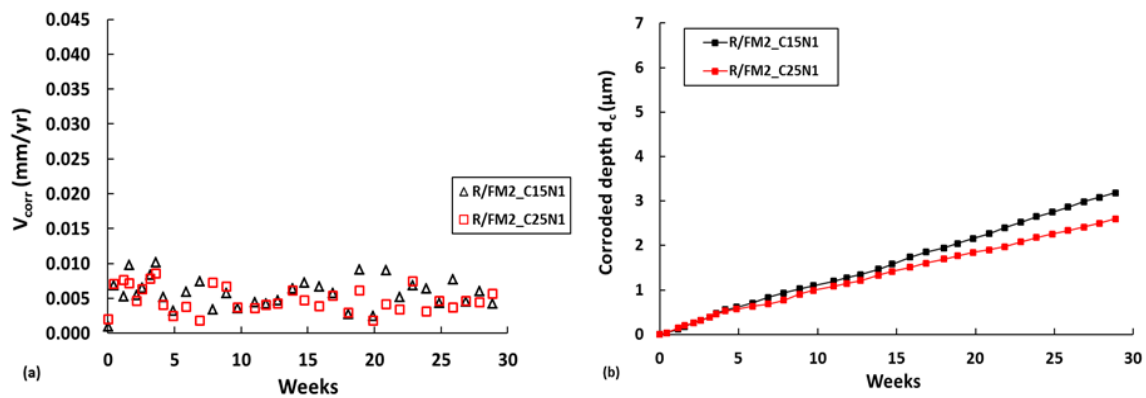 0.045
0.040
0.035
0.030
0.025
0.020
0.015
0.010
0.005
0.000
V_corr (mm/yr)
R/FM2_C15N1
R/FM2_C25N1
0 5 10 15 20 25 30
Weeks
(a)
7
6
5
4
3
2
1
0
Corroded depth d_c (μm)
R/FM2_C15N1
R/FM2_C25N1
0 5 10 15 20 25 30
Weeks
(b)